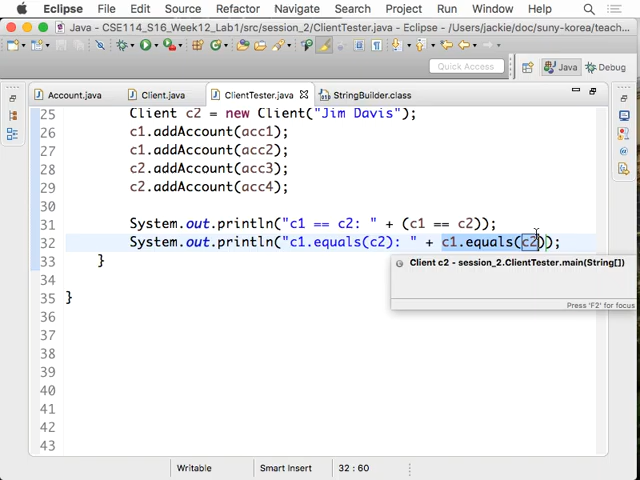 Eclipse File Edit Source Refactor Navigate Search Project Run Window Help
Java - CSE114_S16_Week12_Lab1/src/session_2/ClientTester.java - Eclipse - /Users/jackie/doc/suny-korea/teach...
Quick Access Java Debug
Account.java Client.java ClientTester.java StringBuilder.class
25 Client c2 = new Client("Jim Davis");
26 c1.addAccount(acc1);
27 c1.addAccount(acc2);
28 c2.addAccount(acc3);
29 c2.addAccount(acc4);
30
31 System.out.println("c1 == c2: " + (c1 == c2));
32 System.out.println("c1.equals(c2): " + c1.equals(c2));
33 }
34
Client c2 - session_2.ClientTester.main(String[])
Press 'F2' for focus
35 }
36
37
38
39
40
41
42
43
Writable Smart Insert 32 : 60